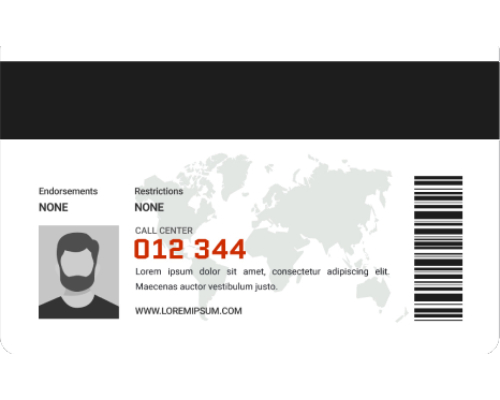 Endorsements Restrictions
NONE NONE
CALL CENTER
012 344
Lorem ipsum dolor sit amet, consectetur adipiscing elit.
Maecenas auctor vestibulum justo.
WWW.LOREMIPSUM.COM